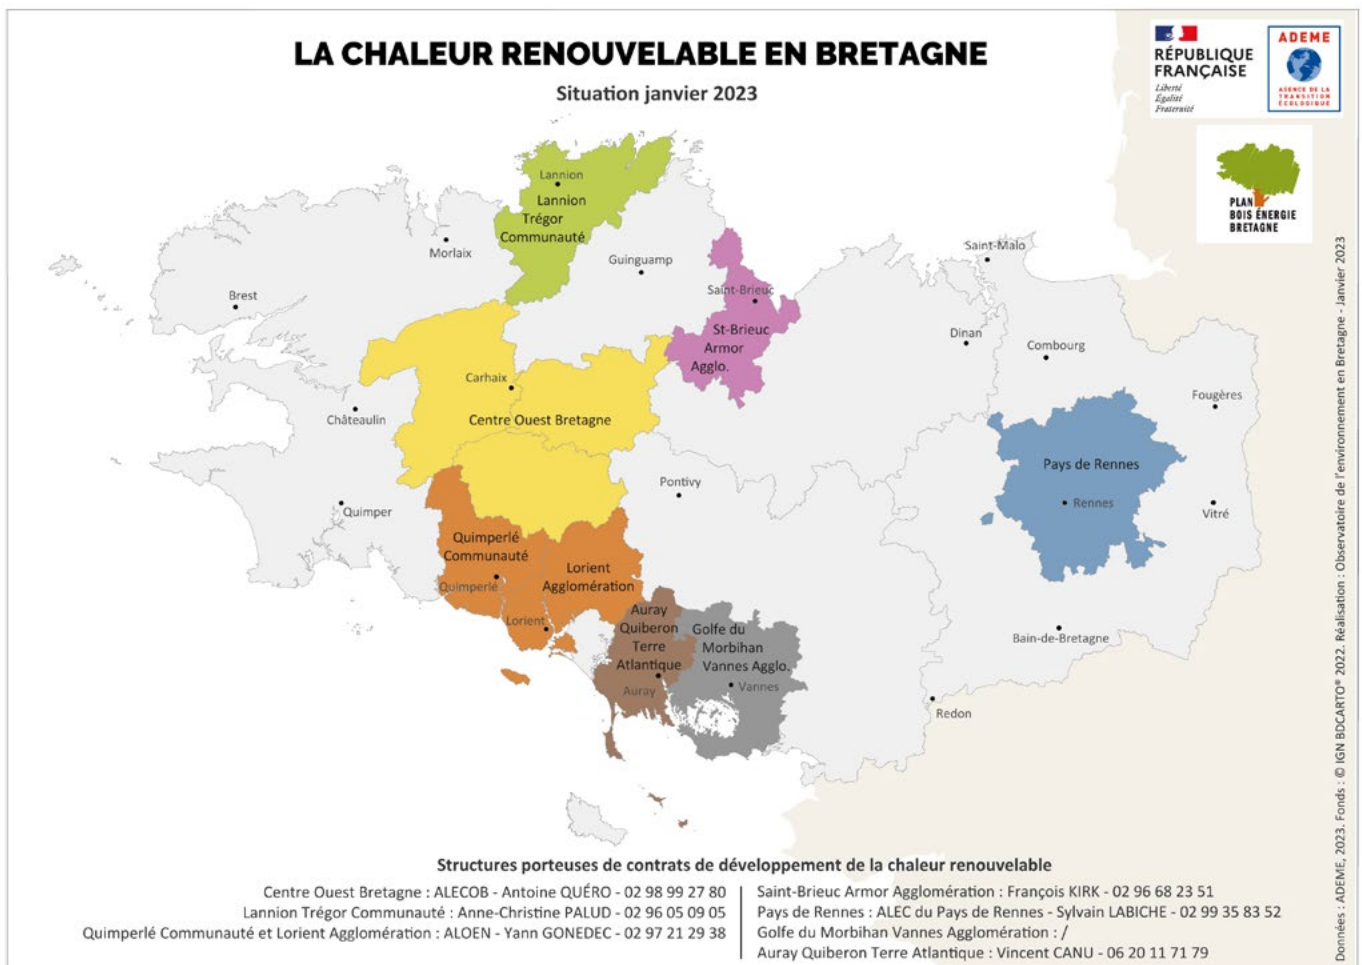 LA CHALEUR RENOUVELABLE EN BRETAGNE
Situation janvier 2023
RÉPUBLIQUE
FRANÇAISE
Liberté
Égalité
Fraternité
ADEME
AGENCE DE LA
TRANSITION
ÉCOLOGIQUE
PLAN
BOIS ÉNERGIE
BRETAGNE
Lannion
Lannion
Trégor
Communauté
Morlaix
Guinguamp
Saint-Malo
Brest
Saint-Brieuc
St-Brieuc
Armor
Agglo.
Dinan
Combourg
Carhaix
Fougères
Châteaulin
Centre Ouest Bretagne
Pays de Rennes
Pontivy
Rennes
Quimper
Vitré
Quimperlé
Communauté
Quimperlé
Lorient
Agglomération
Lorient
Auray
Quiberon
Terre
Atlantique
Auray
Golfe du
Morbihan
Vannes Agglo.
Vannes
Bain-de-Bretagne
Redon
Structures porteuses de contrats de développement de la chaleur renouvelable
Centre Ouest Bretagne : ALECOB - Antoine QUÉRO - 02 98 99 27 80
Lannion Trégor Communauté : Anne-Christine PALUD - 02 96 05 09 05
Quimperlé Communauté et Lorient Agglomération : ALOEN - Yann GONEDEC - 02 97 21 29 38
Saint-Brieuc Armor Agglomération : François KIRK - 02 96 68 23 51
Pays de Rennes : ALEC du Pays de Rennes - Sylvain LABICHE - 02 99 35 83 52
Golfe du Morbihan Vannes Agglomération : /
Auray Quiberon Terre Atlantique : Vincent CANU - 06 20 11 71 79
Données : ADEME, 2023. Fonds : © IGN BDCARTO® 2022. Réalisation : Observatoire de l'environnement en Bretagne - Janvier 2023